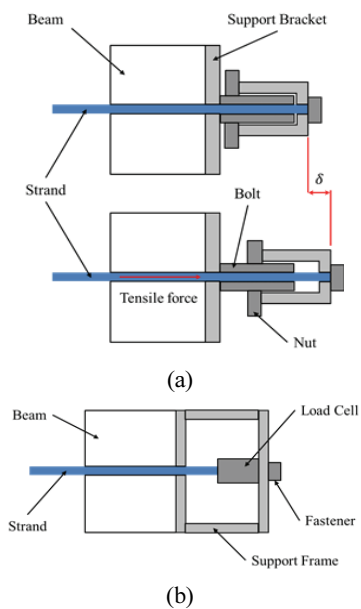 Beam
Support Bracket
Strand
δ
Bolt
Tensile force
Nut
(a)
Beam
Load Cell
Strand
Fastener
Support Frame
(b)